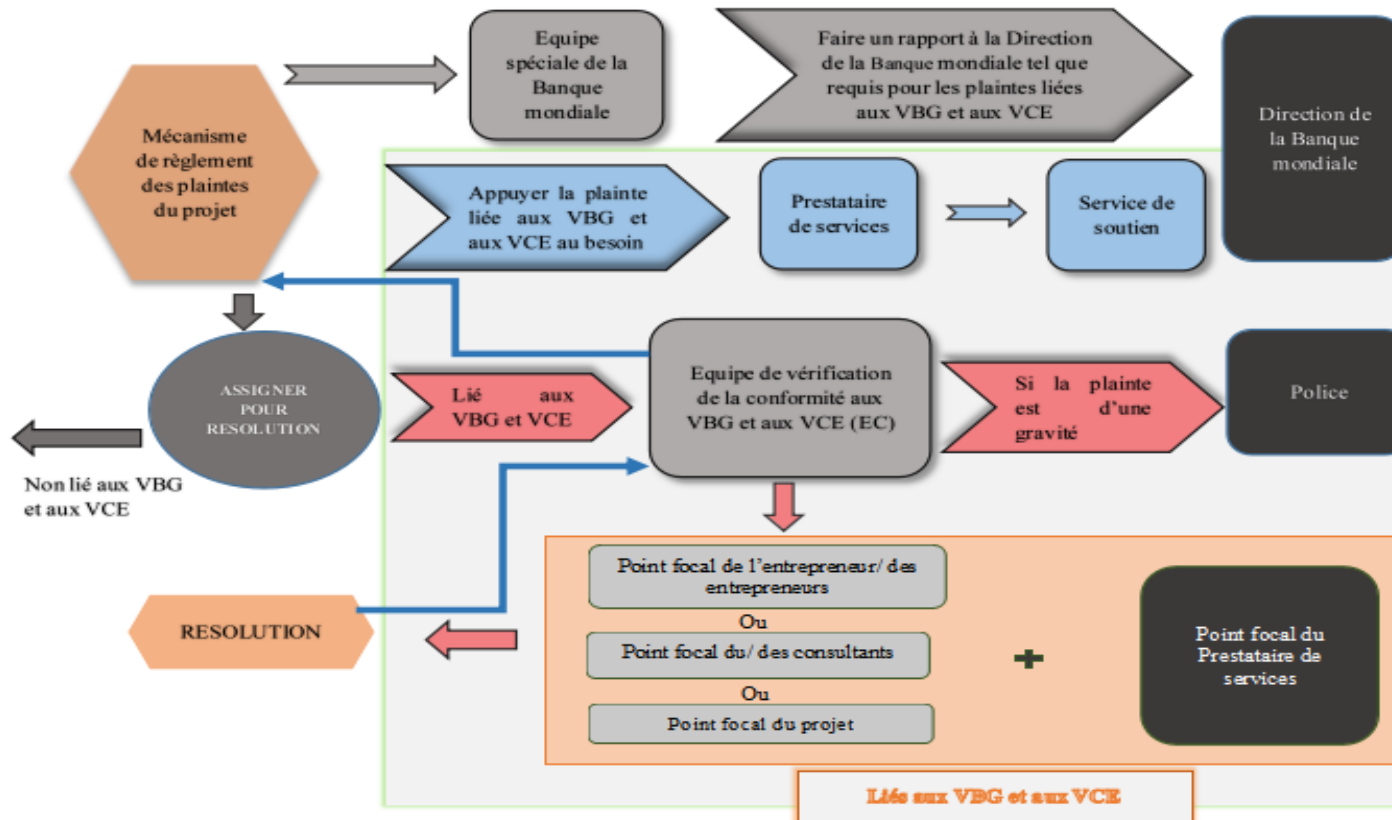 Equipe
spéciale de la
Banque
mondiale
Faire un rapport à la Direction
de la Banque mondiale tel que
requis pour les plaintes liées
aux VBG et aux VCE
Direction de
la Banque
mondiale
Mécanisme
de règlement
des plaintes
du projet
Appuyer la plainte
liée aux VBG et
aux VCE au besoin
Prestataire
de services
Service de
soutien
ASSIGNER
POUR
RESOLUTION
Lié aux
VBG et VCE
Equipe de vérification
de la conformité aux
VBG et aux VCE (EC)
Si la plainte
est d’une
gravité
Police
Non lié aux VBG
et aux VCE
RESOLUTION
Point focal de l’entrepreneur/ des
entrepreneurs
Ou
Point focal du/ des consultants
Ou
Point focal du projet
Point focal du
Prestataire de
services
Liés aux VBG et aux VCE